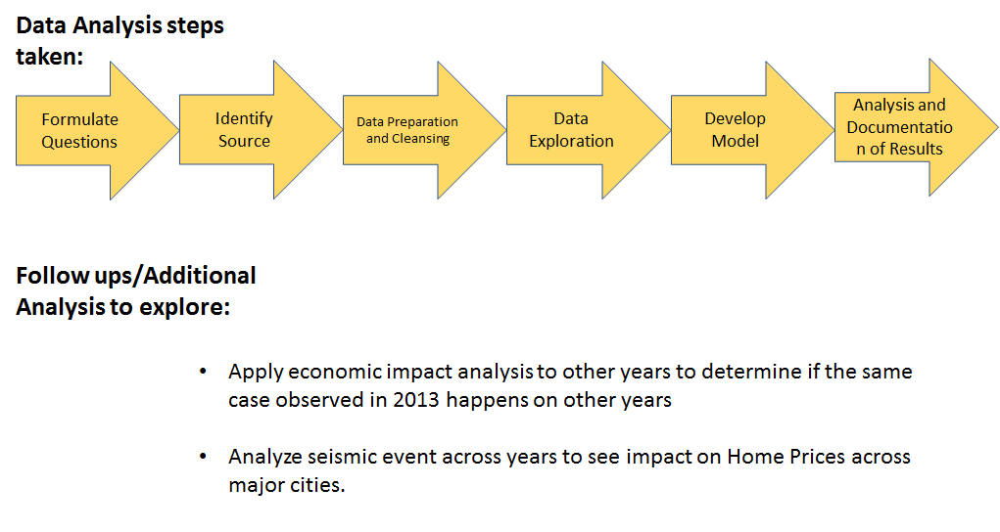 Data Analysis steps
taken:
Formulate
Questions
Identify
Source
Data Preparation
and Cleansing
Data
Exploration
Develop
Model
Analysis and
Documentatio
n of Results
Follow ups/Additional
Analysis to explore:
• Apply economic impact analysis to other years to determine if the same
case observed in 2013 happens on other years
• Analyze seismic event across years to see impact on Home Prices across
major cities.